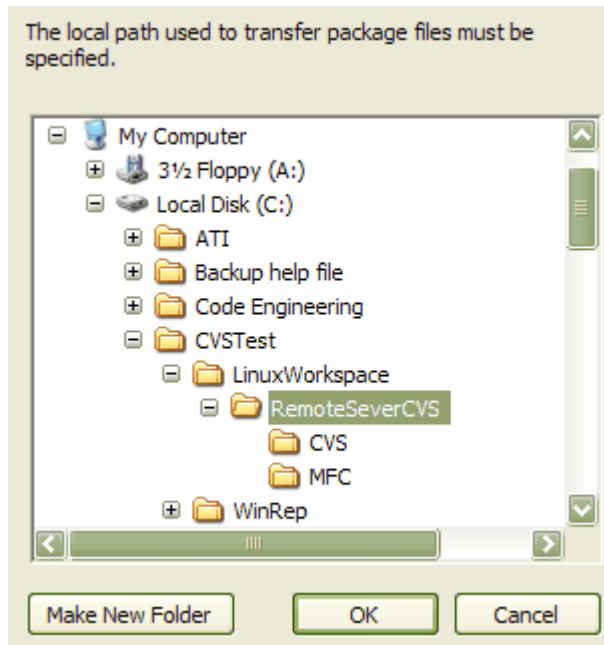 The local path used to transfer package files must be
specified.
My Computer
3½ Floppy (A:)
Local Disk (C:)
ATI
Backup help file
Code Engineering
CVSTest
LinuxWorkspace
RemoteSeverCVS
CVS
MFC
WinRep
Make New Folder
OK
Cancel